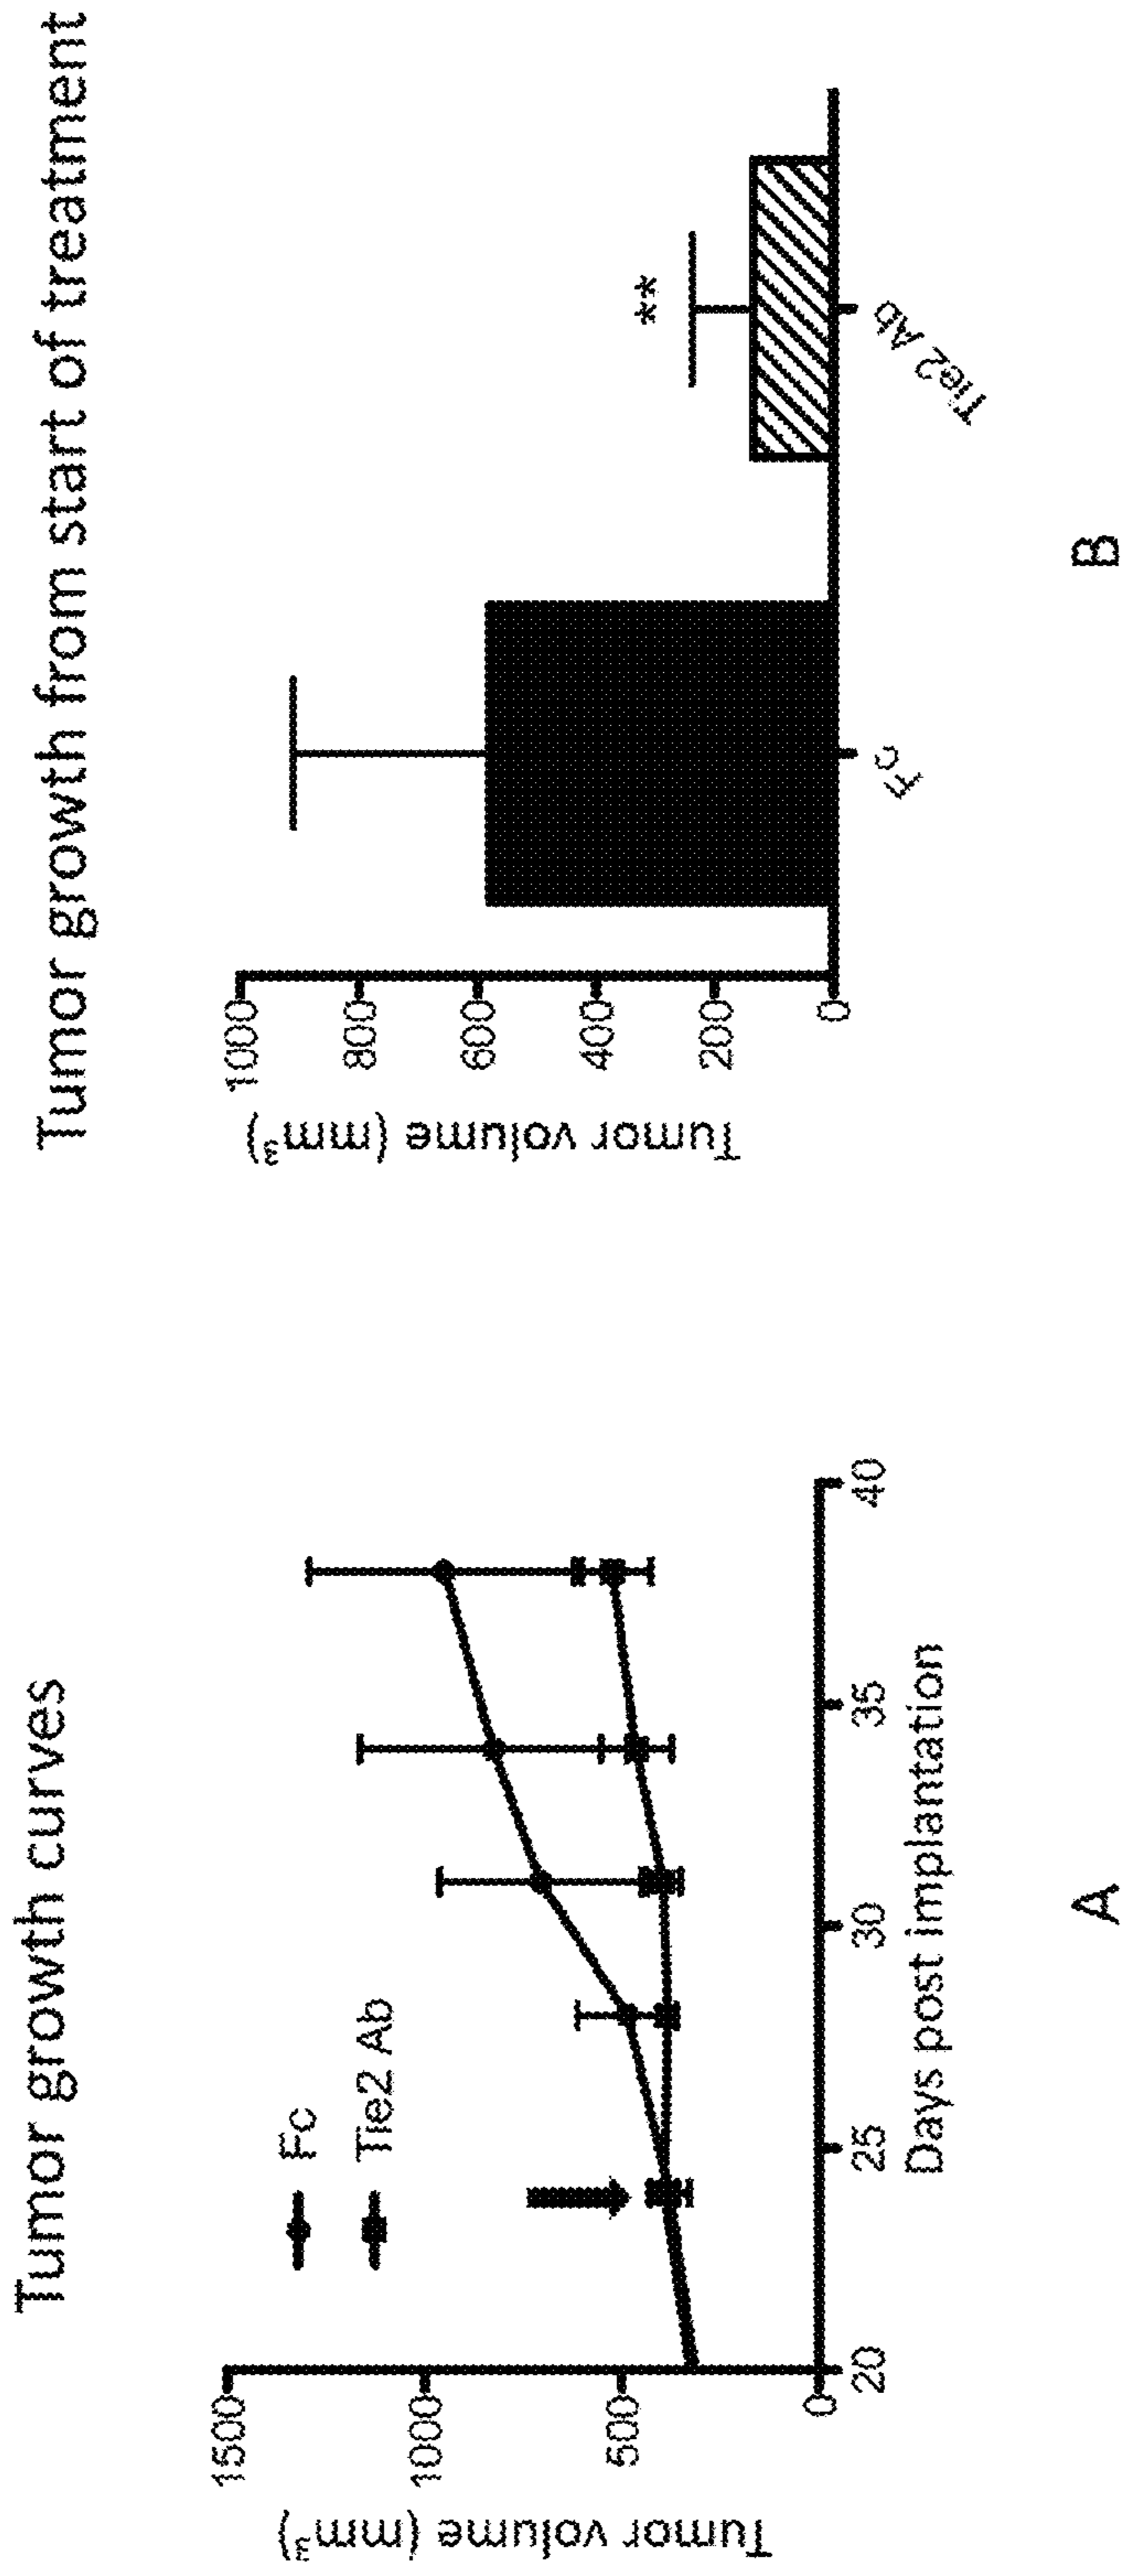 Tumor growth curves
Fc
Tie2 Ab
1500
1000
500
0
Tumor volume (mm³)
20
25
30
35
40
Days post implantation
A
Tumor growth from start of treatment
1000
800
600
400
200
0
Tumor volume (mm³)
**
Fc
Tie2 Ab
B